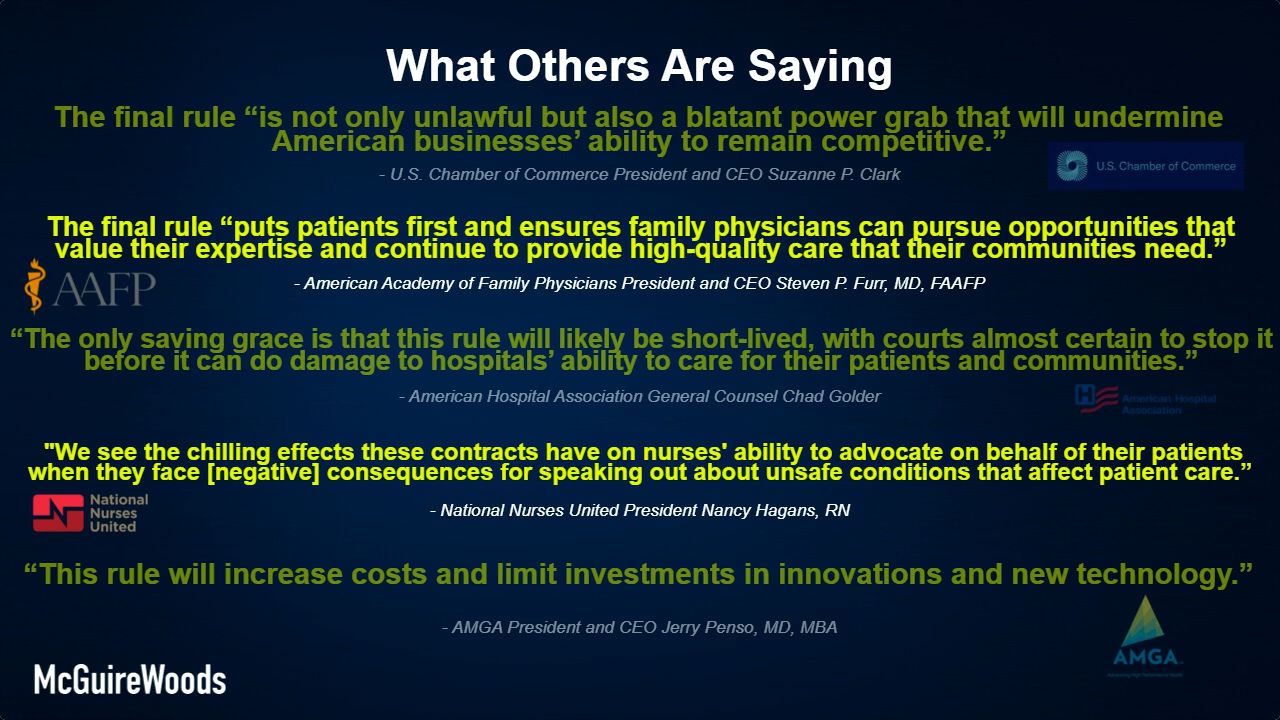 What Others Are Saying
The final rule “is not only unlawful but also a blatant power grab that will undermine
American businesses’ ability to remain competitive.”
- U.S. Chamber of Commerce President and CEO Suzanne P. Clark
U.S. Chamber of Commerce
The final rule “puts patients first and ensures family physicians can pursue opportunities that
value their expertise and continue to provide high-quality care that their communities need.”
AAFP
- American Academy of Family Physicians President and CEO Steven P. Furr, MD, FAAFP
“The only saving grace is that this rule will likely be short-lived, with courts almost certain to stop it
before it can do damage to hospitals’ ability to care for their patients and communities.”
- American Hospital Association General Counsel Chad Golder
American Hospital
Association
"We see the chilling effects these contracts have on nurses' ability to advocate on behalf of their patients
when they face [negative] consequences for speaking out about unsafe conditions that affect patient care.”
National
Nurses
United
- National Nurses United President Nancy Hagans, RN
“This rule will increase costs and limit investments in innovations and new technology.”
- AMGA President and CEO Jerry Penso, MD, MBA
AMGA
McGuireWoods